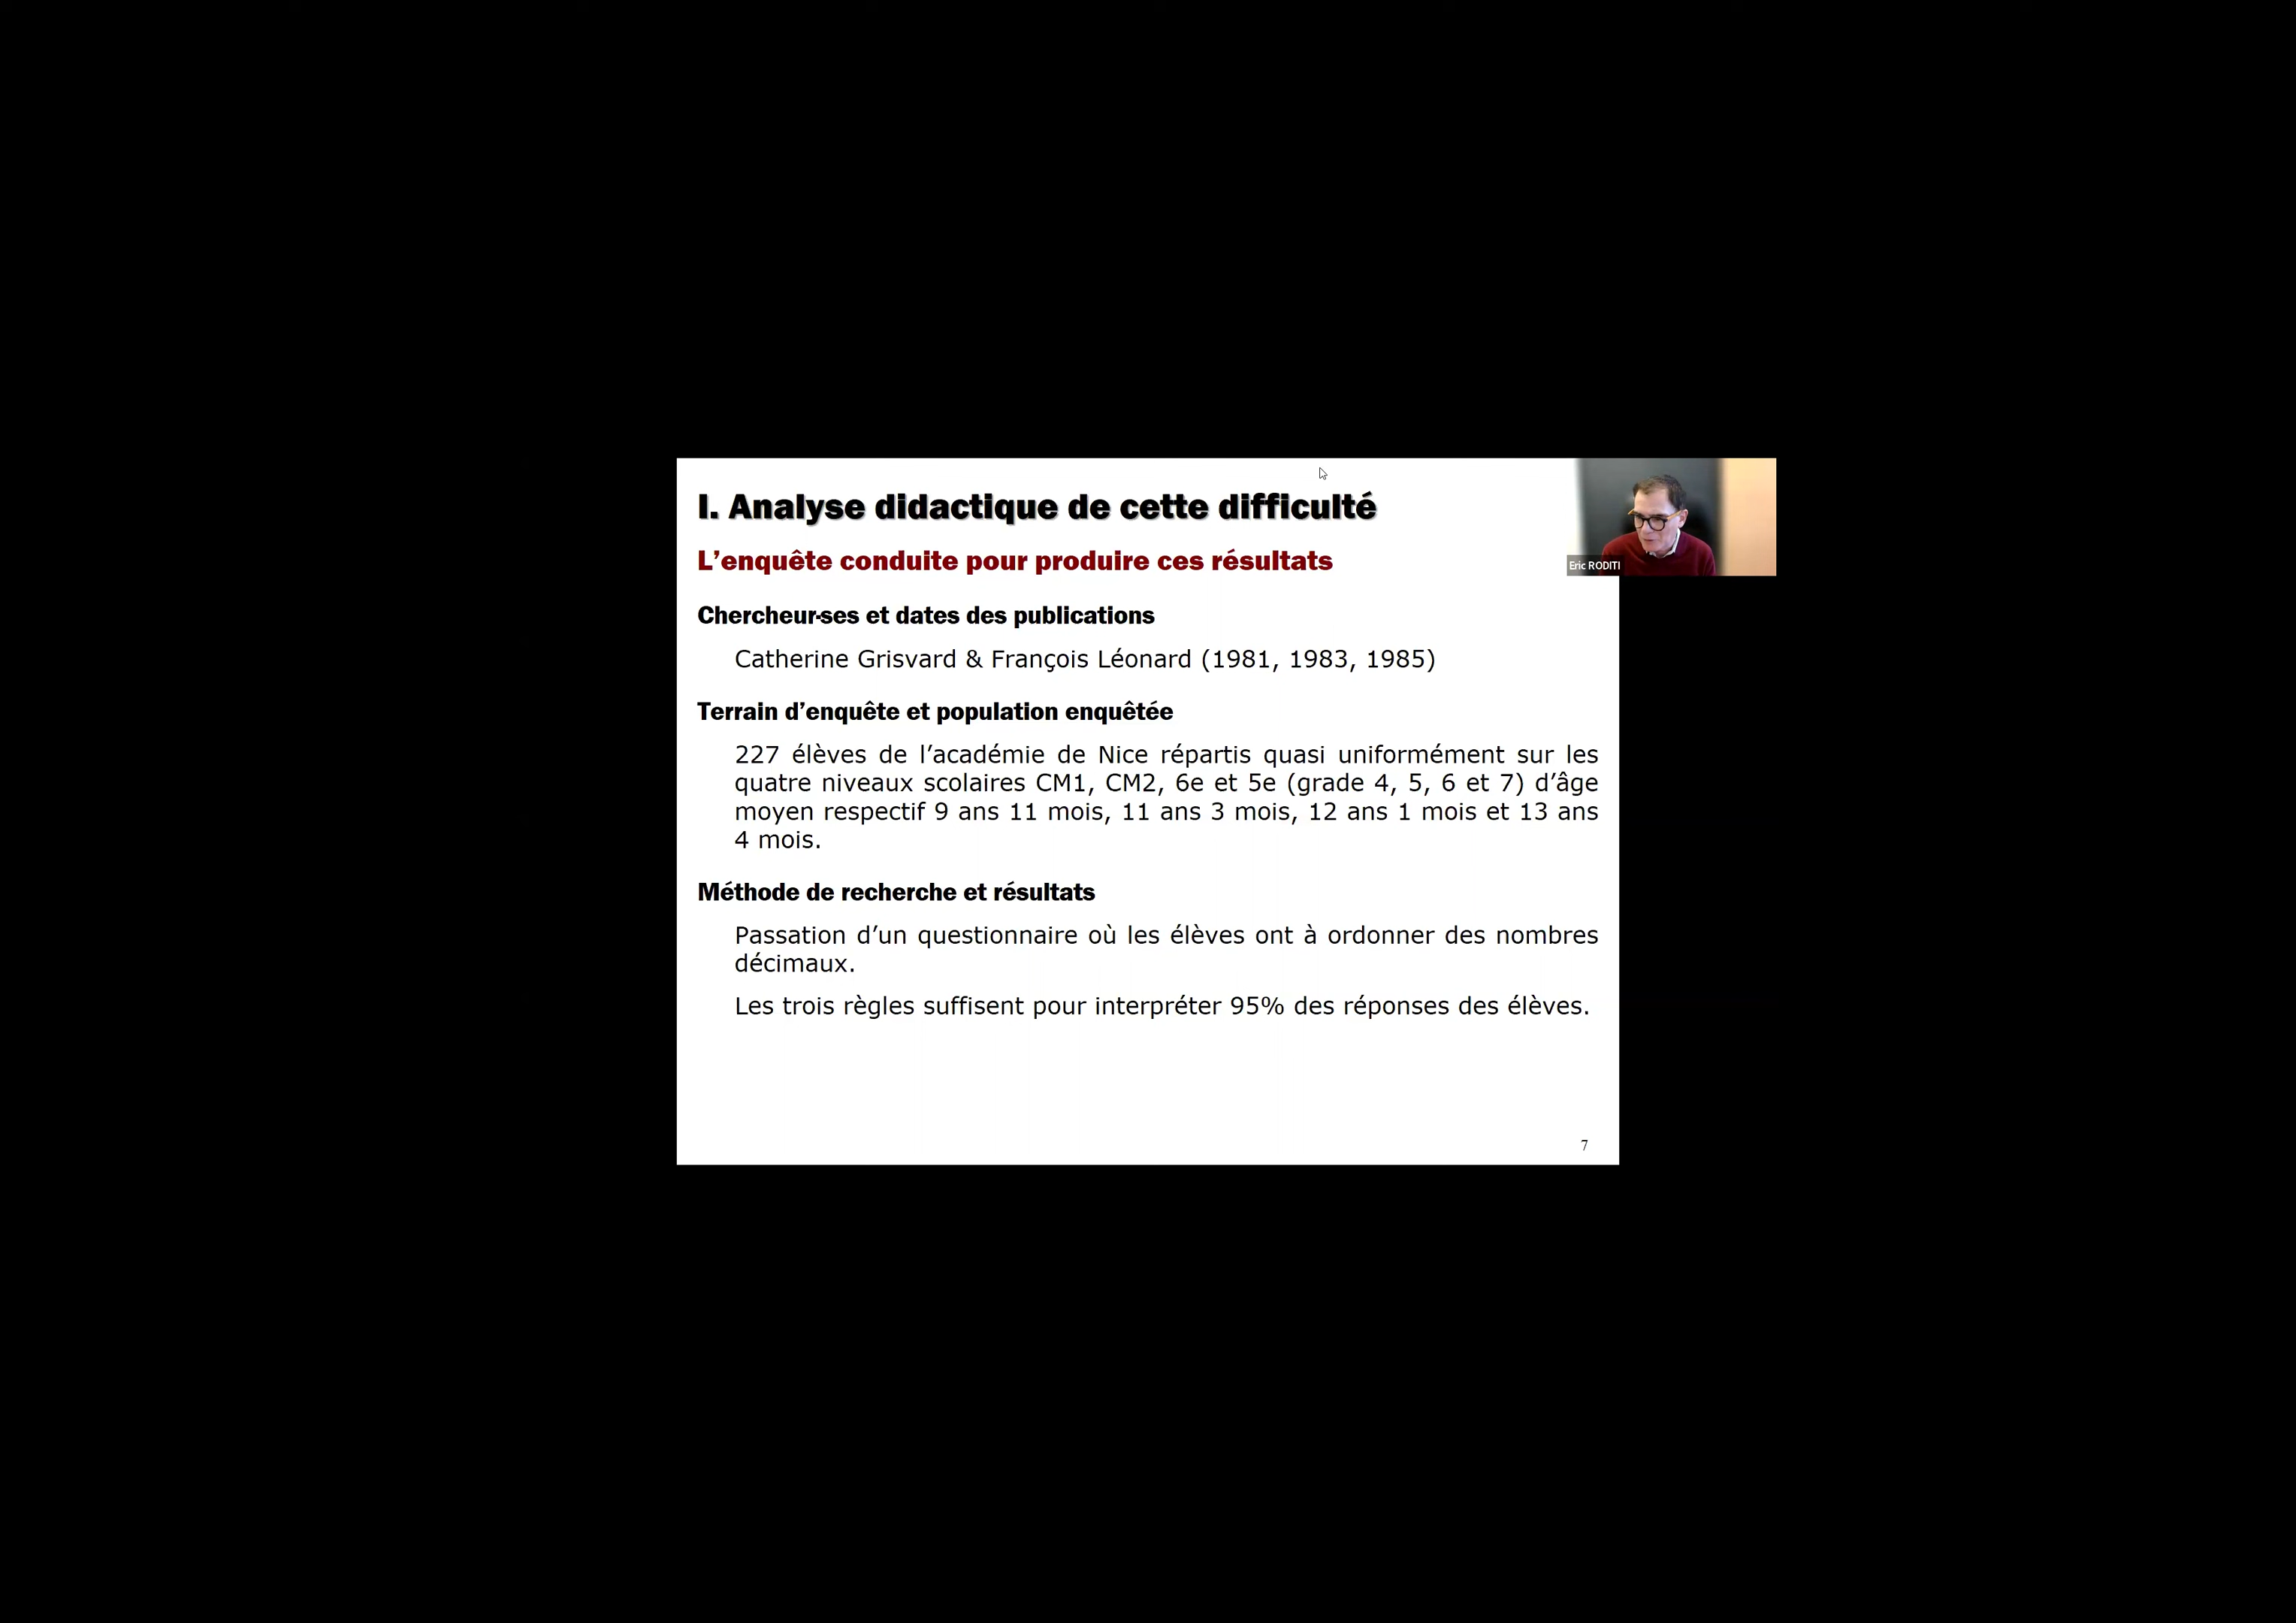 I. Analyse didactique de cette difficulté
L’enquête conduite pour produire ces résultats
Eric RODITI
Chercheur-ses et dates des publications
Catherine Grisvard & François Léonard (1981, 1983, 1985)
Terrain d’enquête et population enquêtée
227 élèves de l’académie de Nice répartis quasi uniformément sur les
quatre niveaux scolaires CM1, CM2, 6e et 5e (grade 4, 5, 6 et 7) d’âge
moyen respectif 9 ans 11 mois, 11 ans 3 mois, 12 ans 1 mois et 13 ans
4 mois.
Méthode de recherche et résultats
Passation d’un questionnaire où les élèves ont à ordonner des nombres
décimaux.
Les trois règles suffisent pour interpréter 95% des réponses des élèves.
7